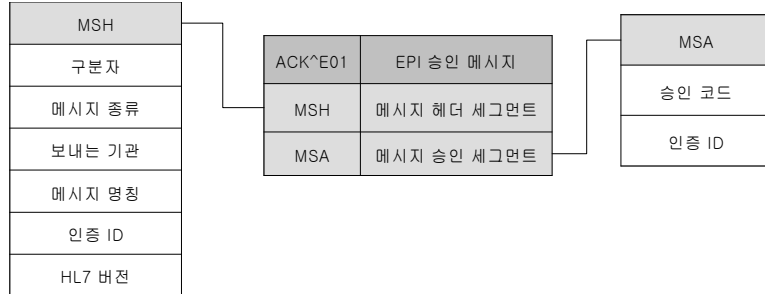 MSH
구분자
메시지 종류
보내는 기관
메시지 명칭
인증 ID
HL7 버전
ACK^E01 EPI 승인 메시지
MSH 메시지 헤더 세그먼트
MSA 메시지 승인 세그먼트
MSA
승인 코드
인증 ID